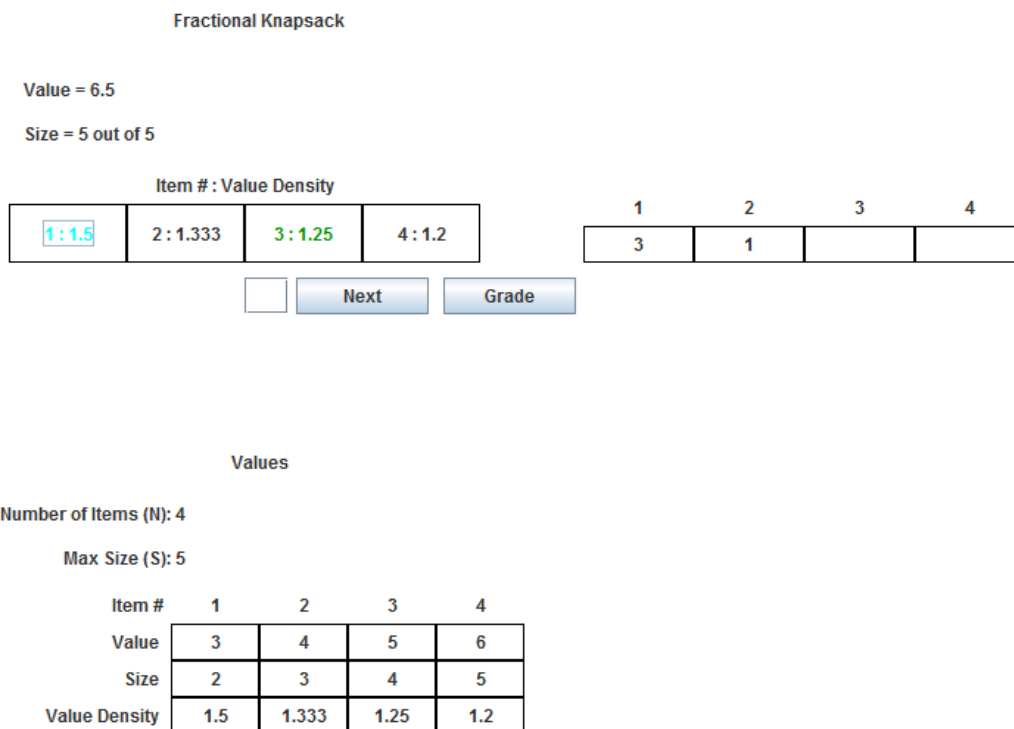 Fractional Knapsack
Value = 6.5
Size = 5 out of 5
Item # : Value Density
1 : 1.5 2 : 1.333 3 : 1.25 4 : 1.2
1 2 3 4
3 1
Next Grade
Values
Number of Items (N): 4
Max Size (S): 5
Item # 1 2 3 4
Value 3 4 5 6
Size 2 3 4 5
Value Density 1.5 1.333 1.25 1.2